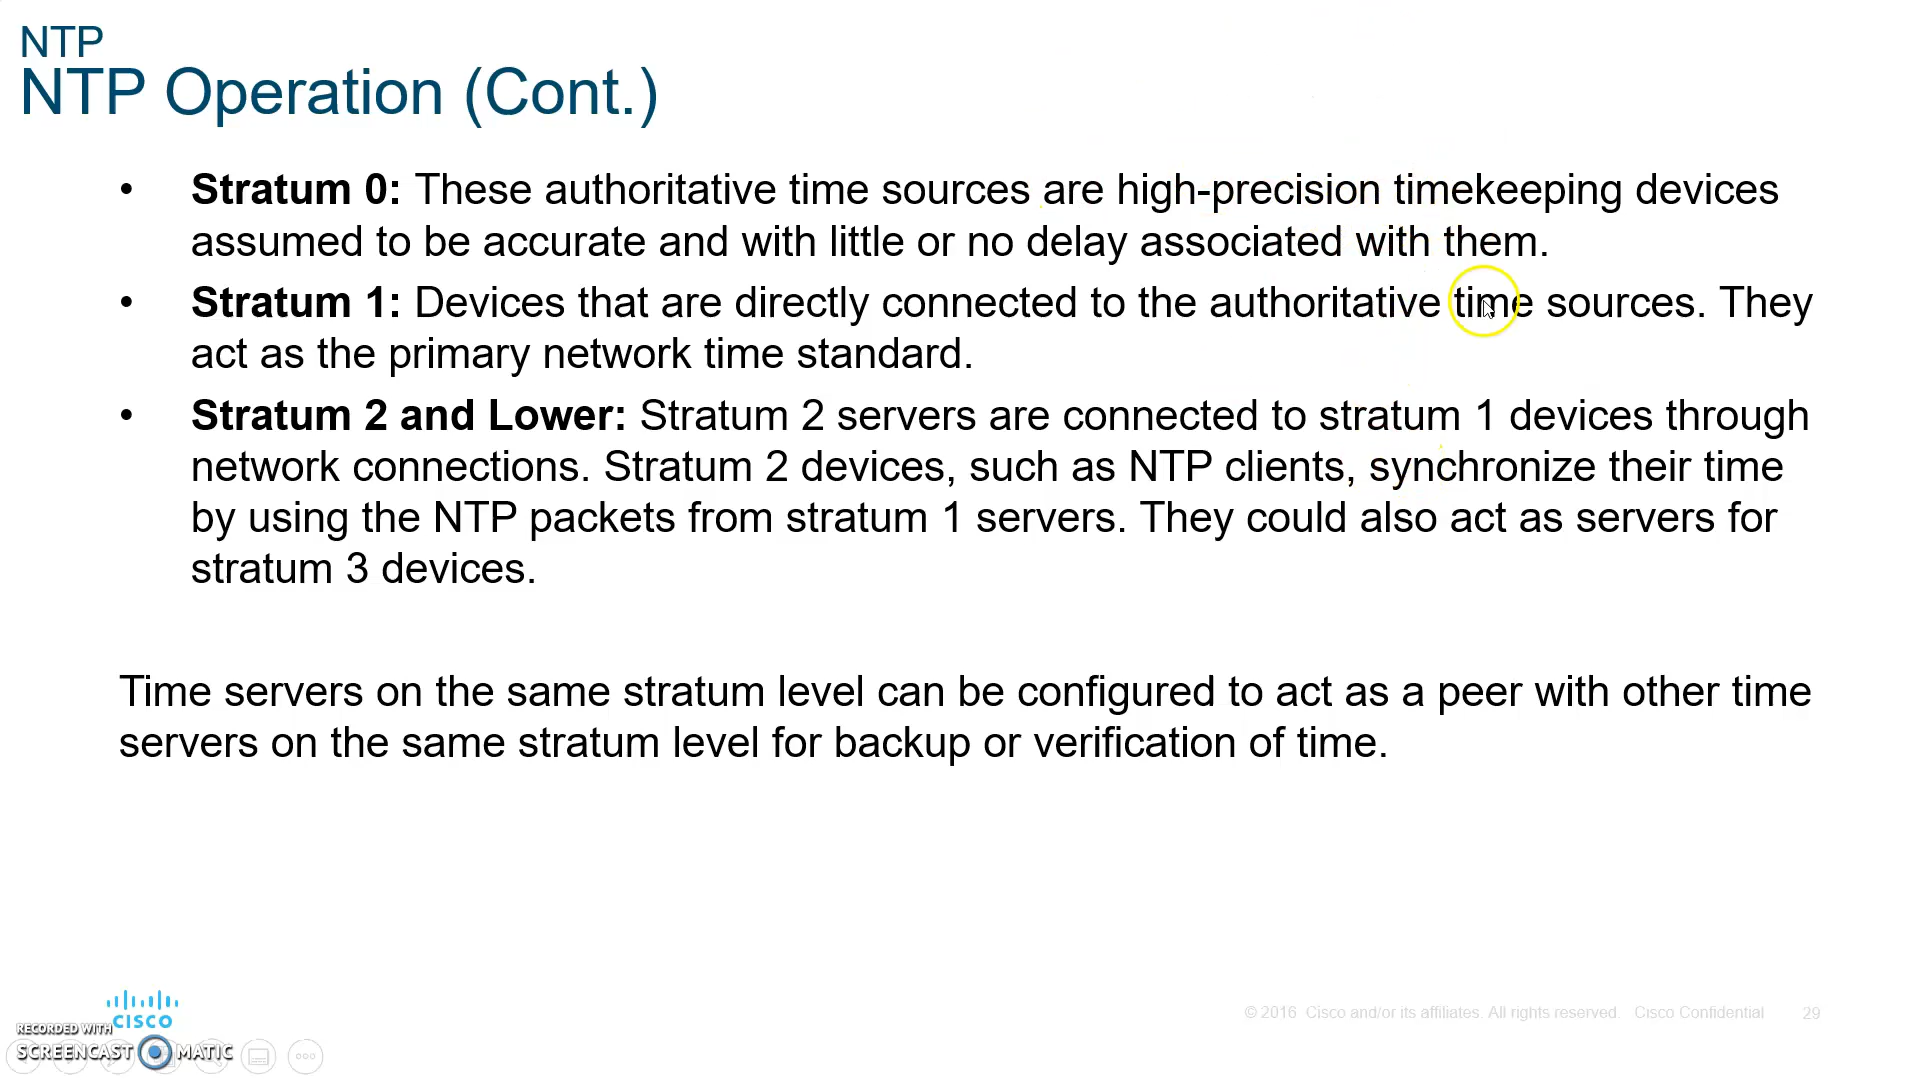 NTP
NTP Operation (Cont.)
• Stratum 0: These authoritative time sources are high-precision timekeeping devices
assumed to be accurate and with little or no delay associated with them.
• Stratum 1: Devices that are directly connected to the authoritative time sources. They
act as the primary network time standard.
• Stratum 2 and Lower: Stratum 2 servers are connected to stratum 1 devices through
network connections. Stratum 2 devices, such as NTP clients, synchronize their time
by using the NTP packets from stratum 1 servers. They could also act as servers for
stratum 3 devices.
Time servers on the same stratum level can be configured to act as a peer with other time
servers on the same stratum level for backup or verification of time.
CISCO
© 2016 Cisco and/or its affiliates. All rights reserved. Cisco Confidential 29
RECORDED WITH
SCREENCAST MATIC